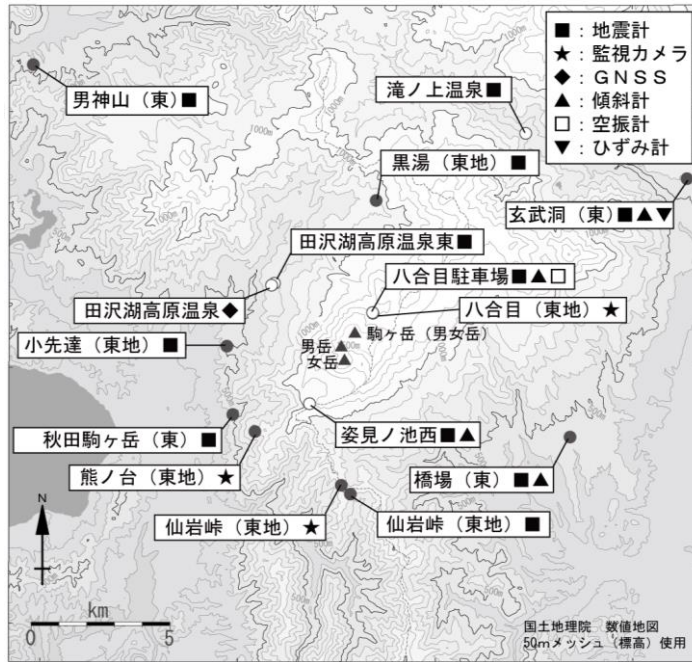 ■：地震計
★：監視カメラ
◆：ＧＮＳＳ
▲：傾斜計
□：空振計
▼：ひずみ計
男神山（東）■
滝ノ上温泉■
黒湯（東地）■
玄武洞（東）■▲▼
田沢湖高原温泉東■
八合目駐車場■▲□
田沢湖高原温泉◆
八合目（東地）★
駒ヶ岳（男女岳）
小先達（東地）■
男岳
女岳
秋田駒ヶ岳（東）■
姿見ノ池西■▲
熊ノ台（東地）★
橋場（東）■▲
仙岩峠（東地）★
仙岩峠（東地）■
N
km
0 5
国土地理院　数値地図
50ｍメッシュ（標高）使用
1000m
1000m
1000m
500m